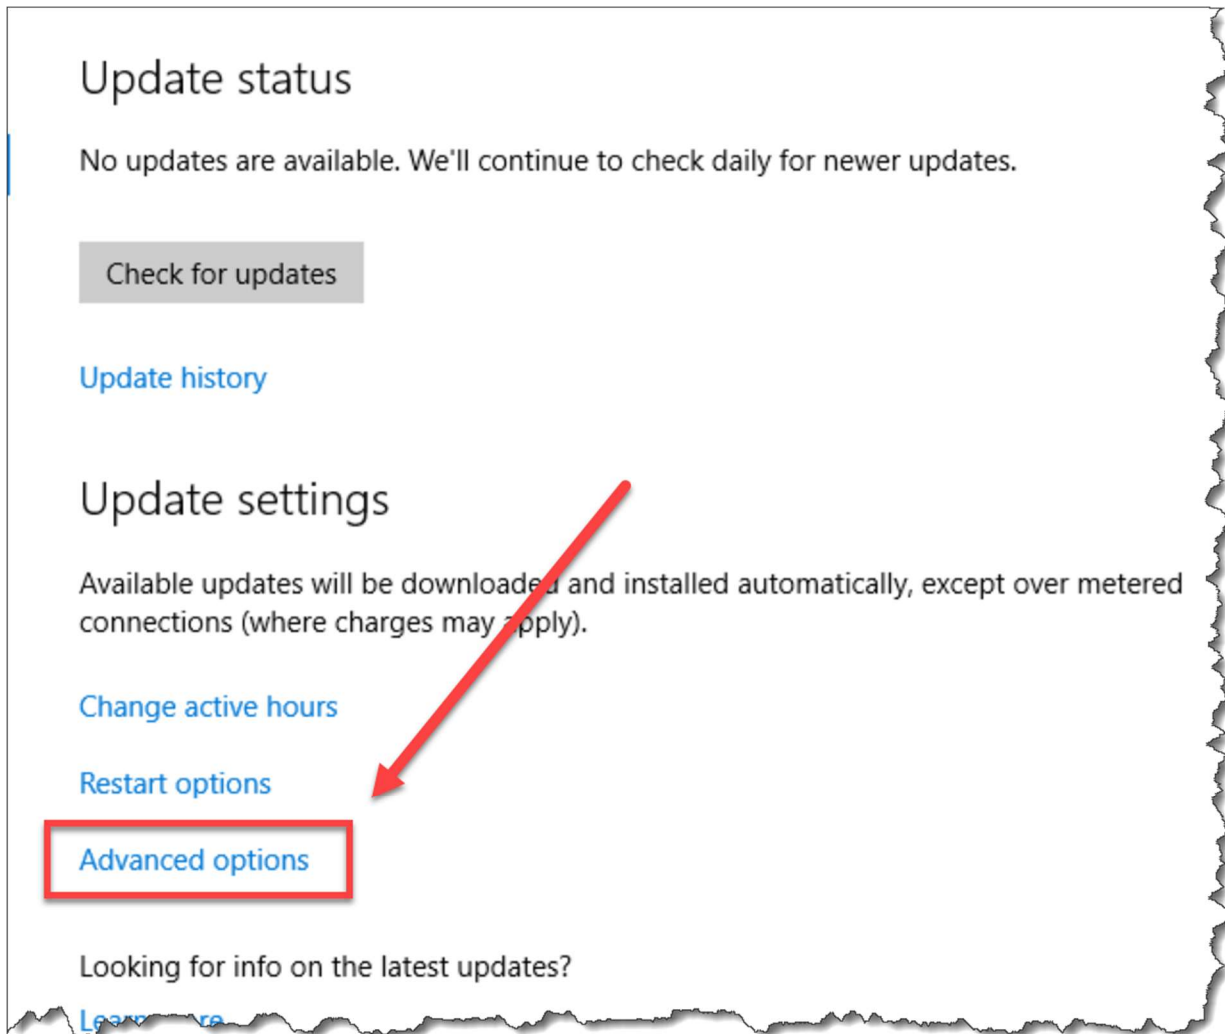 Update status
No updates are available. We'll continue to check daily for newer updates.
Check for updates
Update history
Update settings
Available updates will be downloaded and installed automatically, except over metered
connections (where charges may apply).
Change active hours
Restart options
Advanced options
Looking for info on the latest updates?